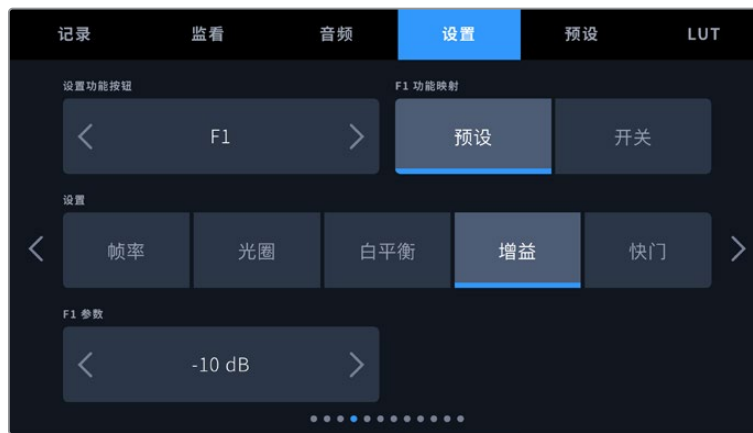 记录 监看 音频 设置 预设 LUT
设置功能按钮 F1 功能映射
F1 预设 开关
设置
帧率 光圈 白平衡 增益 快门
F1 参数
-10 dB